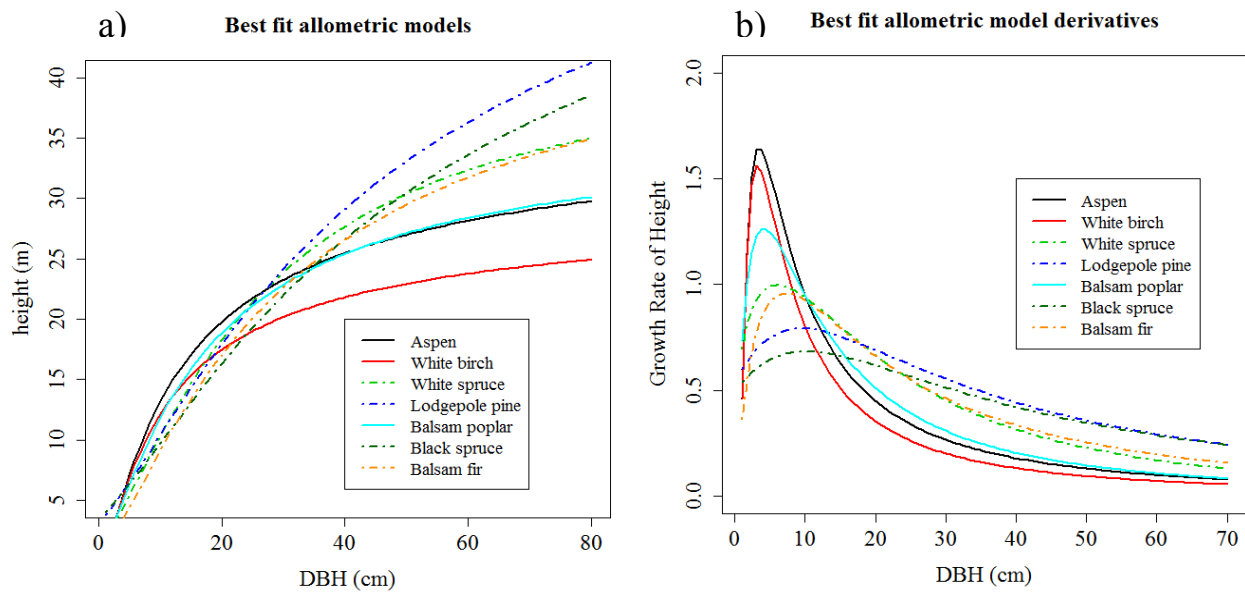 a)
Best fit allometric models
40
35
30
25
20
15
10
5
height (m)
0 20 40 60 80
DBH (cm)
Aspen
White birch
White spruce
Lodgepole pine
Balsam poplar
Black spruce
Balsam fir
b)
Best fit allometric model derivatives
2.0
1.5
1.0
0.5
0.0
Growth Rate of Height
0 10 20 30 40 50 60 70
DBH (cm)
Aspen
White birch
White spruce
Lodgepole pine
Balsam poplar
Black spruce
Balsam fir